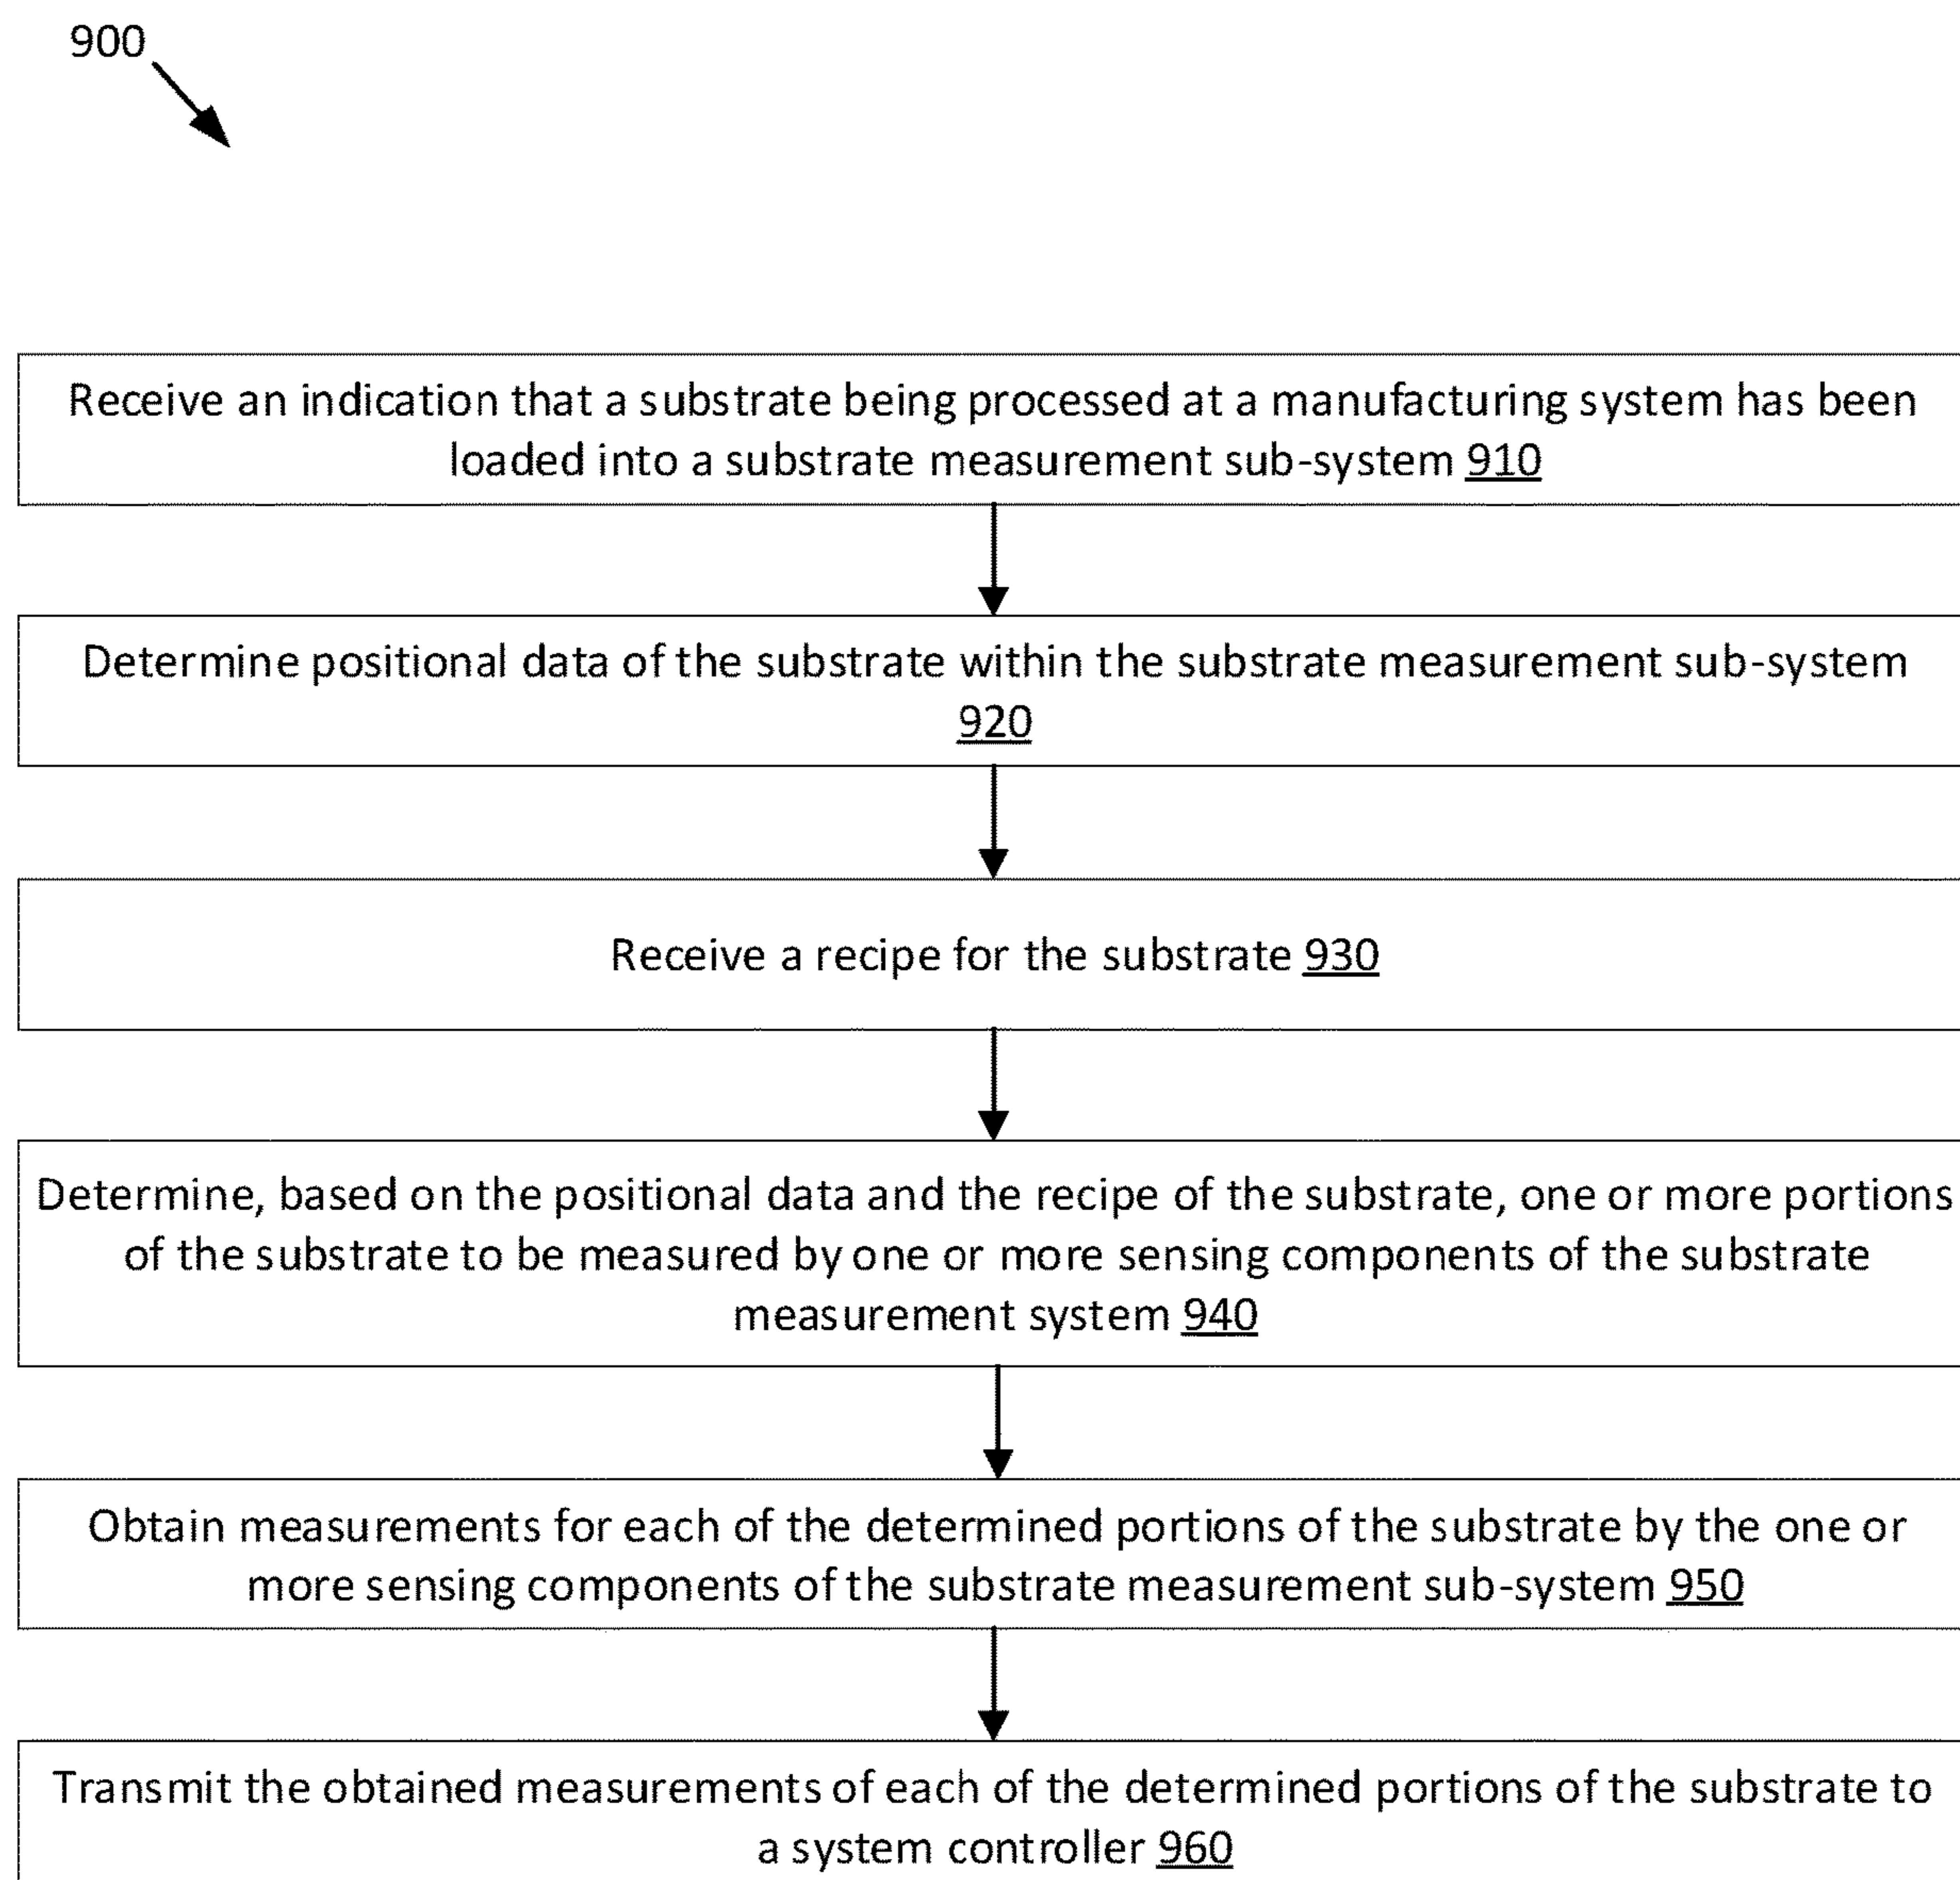 900
Receive an indication that a substrate being processed at a manufacturing system has been
loaded into a substrate measurement sub-system 910
Determine positional data of the substrate within the substrate measurement sub-system
920
Receive a recipe for the substrate 930
Determine, based on the positional data and the recipe of the substrate, one or more portions
of the substrate to be measured by one or more sensing components of the substrate
measurement system 940
Obtain measurements for each of the determined portions of the substrate by the one or
more sensing components of the substrate measurement sub-system 950
Transmit the obtained measurements of each of the determined portions of the substrate to
a system controller 960